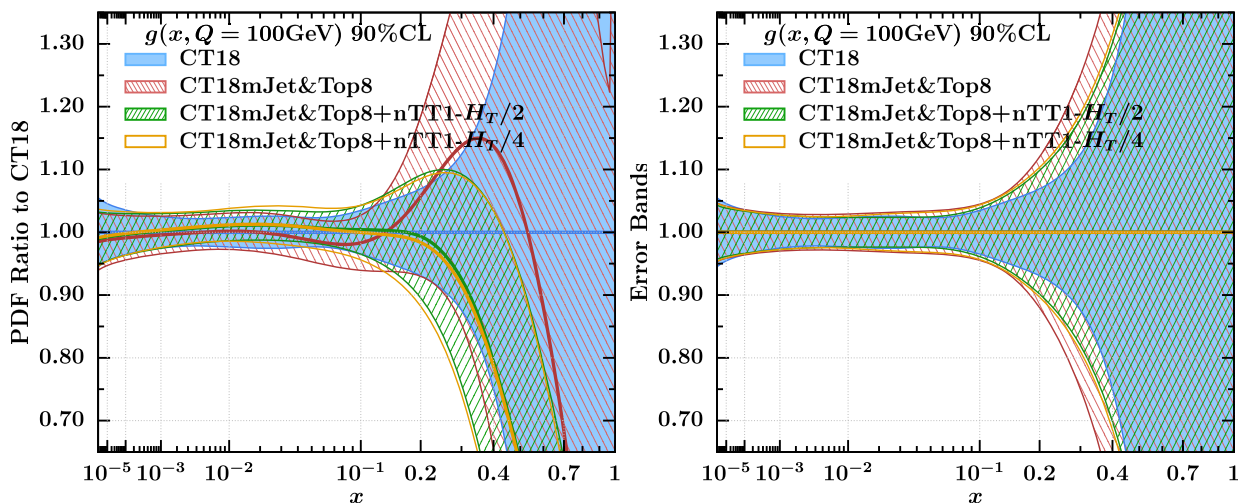 g(x, Q = 100GeV) 90%CL
CT18
CT18mJet&Top8
CT18mJet&Top8+nTT1-H_T/2
CT18mJet&Top8+nTT1-H_T/4
PDF Ratio to CT18
1.30
1.20
1.10
1.00
0.90
0.80
0.70
10⁻⁵ 10⁻³ 10⁻² 10⁻¹ 0.2 0.4 0.7 1
x
g(x, Q = 100GeV) 90%CL
CT18
CT18mJet&Top8
CT18mJet&Top8+nTT1-H_T/2
CT18mJet&Top8+nTT1-H_T/4
Error Bands
1.30
1.20
1.10
1.00
0.90
0.80
0.70
10⁻⁵ 10⁻³ 10⁻² 10⁻¹ 0.2 0.4 0.7 1
x